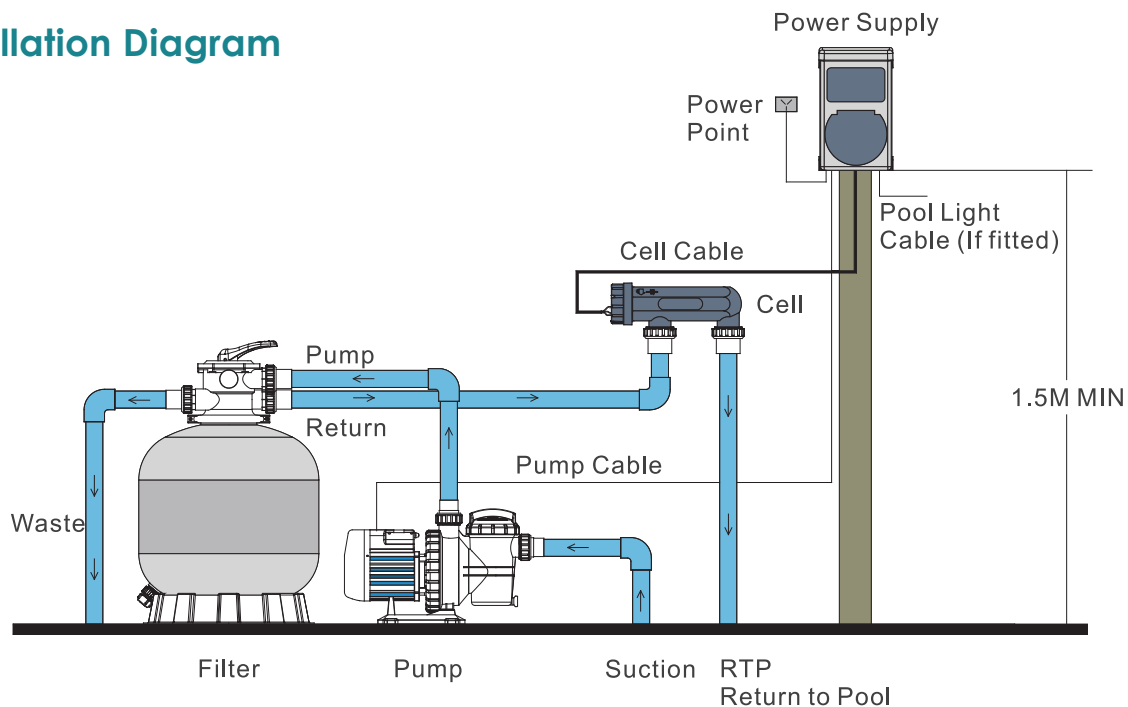 llation Diagram
Power Supply
Power
Point
Pool Light
Cable (If fitted)
Cell Cable
Cell
Pump
1.5M MIN
Return
Pump Cable
Waste
Filter
Pump
Suction
RTP
Return to Pool